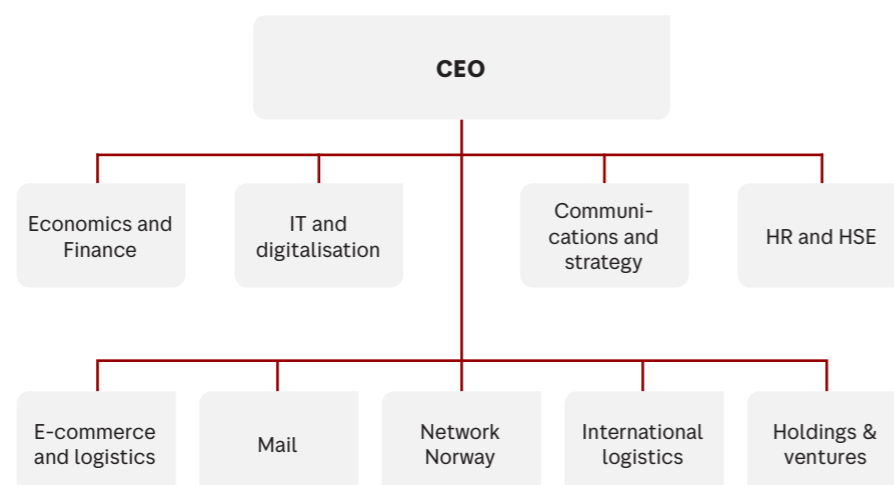 CEO
Economics and
Finance
IT and
digitalisation
Communi-
cations and
strategy
HR and HSE
E-commerce
and logistics
Mail
Network
Norway
International
logistics
Holdings &
ventures